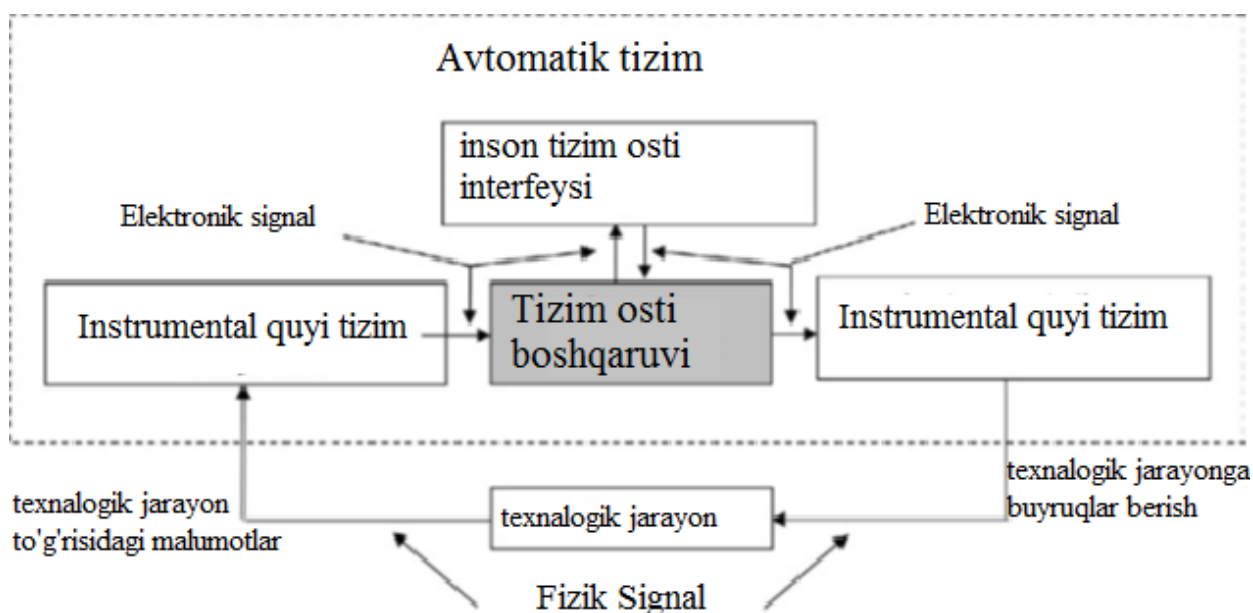 Avtomatik tizim
inson tizim osti
interfeysi
Elektronik signal
Elektronik signal
Instrumental quyi tizim
Tizim osti
boshqaruvi
Instrumental quyi tizim
texnalogik jarayon
to'g'risidagi malumotlar
texnalogik jarayon
texnalogik jarayonga
buyruqlar berish
Fizik Signal